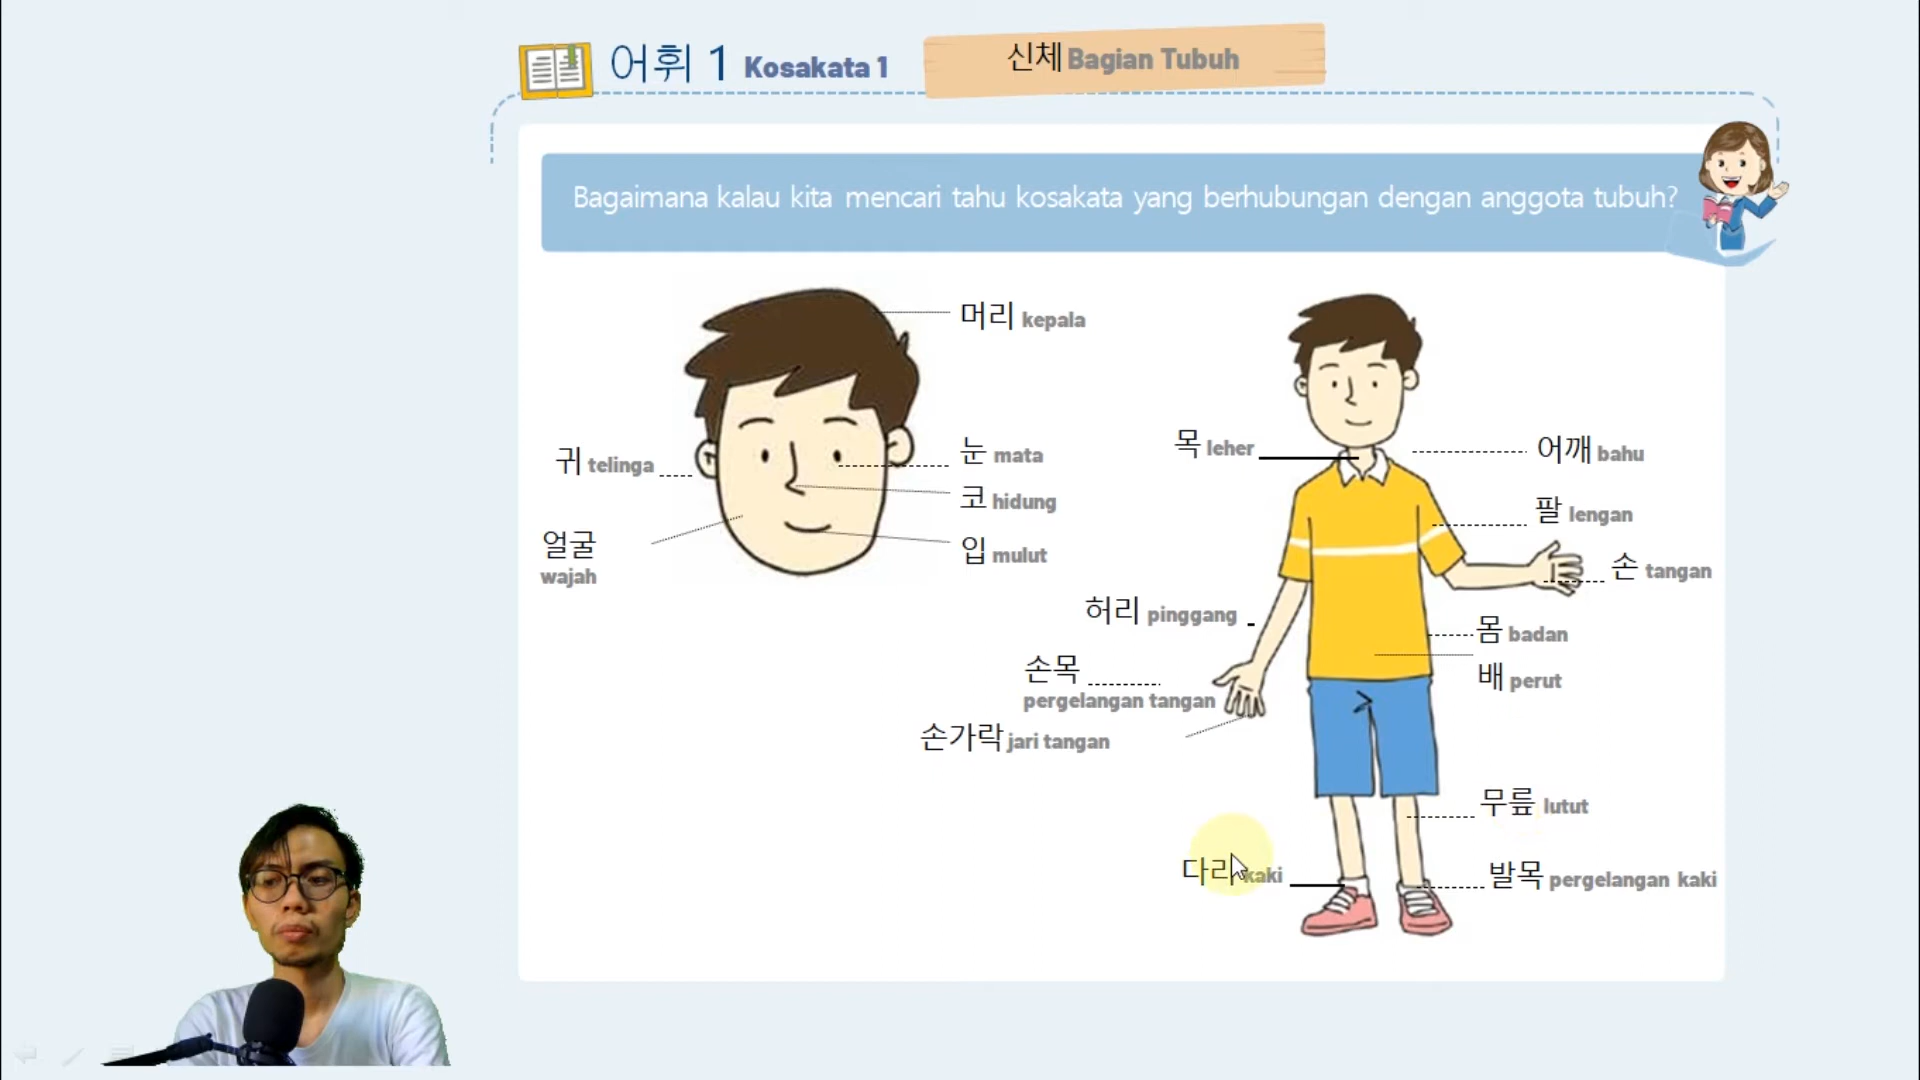 어휘 1 Kosakata 1
신체 Bagian Tubuh
Bagaimana kalau kita mencari tahu kosakata yang berhubungan dengan anggota tubuh?
머리 kepala
귀 telinga
눈 mata
코 hidung
얼굴
wajah
입 mulut
목 leher
어깨 bahu
팔 lengan
손 tangan
허리 pinggang
몸 badan
손목
pergelangan tangan
배 perut
손가락 jari tangan
무릎 lutut
다리 kaki
발목 pergelangan kaki